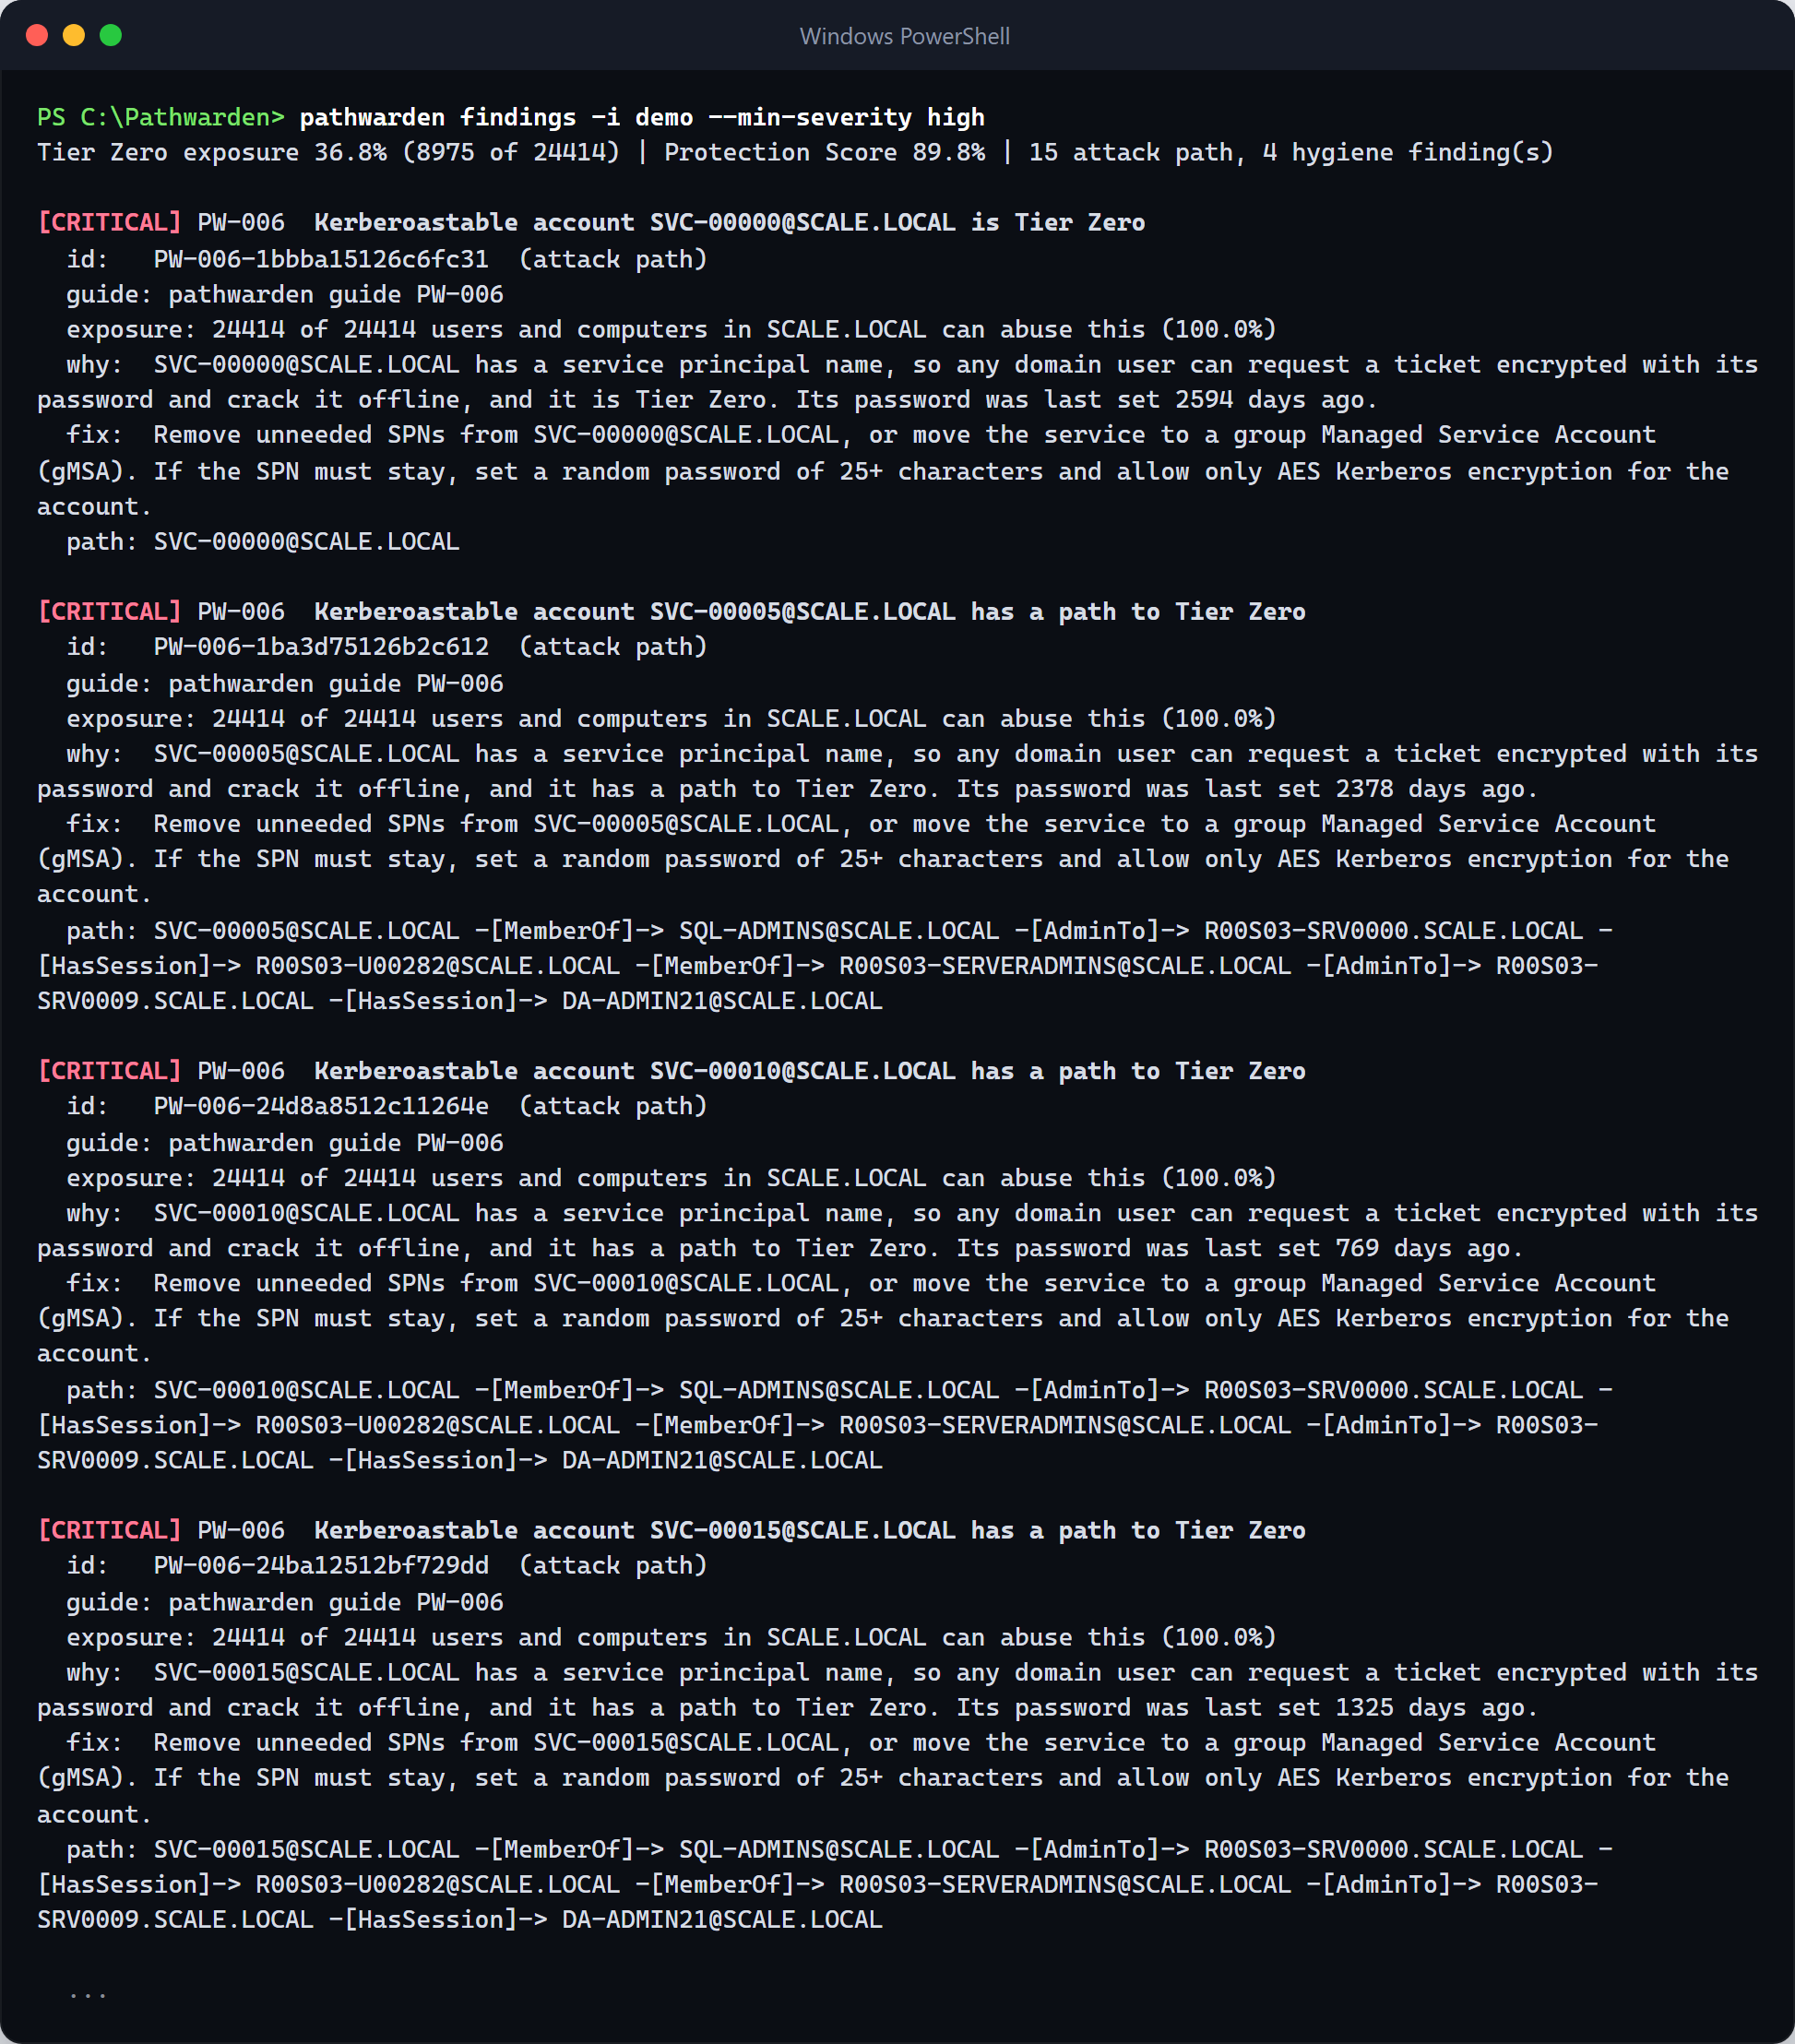 Windows PowerShell
PS C:\Pathwarden> pathwarden findings -i demo --min-severity high
Tier Zero exposure 36.8% (8975 of 24414) | Protection Score 89.8% | 15 attack path, 4 hygiene finding(s)
[CRITICAL] PW-006  Kerberoastable account SVC-00000@SCALE.LOCAL is Tier Zero
  id:   PW-006-1bbba15126c6fc31  (attack path)
  guide: pathwarden guide PW-006
  exposure: 24414 of 24414 users and computers in SCALE.LOCAL can abuse this (100.0%)
  why:  SVC-00000@SCALE.LOCAL has a service principal name, so any domain user can request a ticket encrypted with its
password and crack it offline, and it is Tier Zero. Its password was last set 2594 days ago.
  fix:  Remove unneeded SPNs from SVC-00000@SCALE.LOCAL, or move the service to a group Managed Service Account
(gMSA). If the SPN must stay, set a random password of 25+ characters and allow only AES Kerberos encryption for the
account.
  path: SVC-00000@SCALE.LOCAL
[CRITICAL] PW-006  Kerberoastable account SVC-00005@SCALE.LOCAL has a path to Tier Zero
  id:   PW-006-1ba3d75126b2c612  (attack path)
  guide: pathwarden guide PW-006
  exposure: 24414 of 24414 users and computers in SCALE.LOCAL can abuse this (100.0%)
  why:  SVC-00005@SCALE.LOCAL has a service principal name, so any domain user can request a ticket encrypted with its
password and crack it offline, and it has a path to Tier Zero. Its password was last set 2378 days ago.
  fix:  Remove unneeded SPNs from SVC-00005@SCALE.LOCAL, or move the service to a group Managed Service Account
(gMSA). If the SPN must stay, set a random password of 25+ characters and allow only AES Kerberos encryption for the
account.
  path: SVC-00005@SCALE.LOCAL -[MemberOf]-> SQL-ADMINS@SCALE.LOCAL -[AdminTo]-> R00S03-SRV0000.SCALE.LOCAL -
[HasSession]-> R00S03-U00282@SCALE.LOCAL -[MemberOf]-> R00S03-SERVERADMINS@SCALE.LOCAL -[AdminTo]-> R00S03-
SRV0009.SCALE.LOCAL -[HasSession]-> DA-ADMIN21@SCALE.LOCAL
[CRITICAL] PW-006  Kerberoastable account SVC-00010@SCALE.LOCAL has a path to Tier Zero
  id:   PW-006-24d8a8512c11264e  (attack path)
  guide: pathwarden guide PW-006
  exposure: 24414 of 24414 users and computers in SCALE.LOCAL can abuse this (100.0%)
  why:  SVC-00010@SCALE.LOCAL has a service principal name, so any domain user can request a ticket encrypted with its
password and crack it offline, and it has a path to Tier Zero. Its password was last set 769 days ago.
  fix:  Remove unneeded SPNs from SVC-00010@SCALE.LOCAL, or move the service to a group Managed Service Account
(gMSA). If the SPN must stay, set a random password of 25+ characters and allow only AES Kerberos encryption for the
account.
  path: SVC-00010@SCALE.LOCAL -[MemberOf]-> SQL-ADMINS@SCALE.LOCAL -[AdminTo]-> R00S03-SRV0000.SCALE.LOCAL -
[HasSession]-> R00S03-U00282@SCALE.LOCAL -[MemberOf]-> R00S03-SERVERADMINS@SCALE.LOCAL -[AdminTo]-> R00S03-
SRV0009.SCALE.LOCAL -[HasSession]-> DA-ADMIN21@SCALE.LOCAL
[CRITICAL] PW-006  Kerberoastable account SVC-00015@SCALE.LOCAL has a path to Tier Zero
  id:   PW-006-24ba12512bf729dd  (attack path)
  guide: pathwarden guide PW-006
  exposure: 24414 of 24414 users and computers in SCALE.LOCAL can abuse this (100.0%)
  why:  SVC-00015@SCALE.LOCAL has a service principal name, so any domain user can request a ticket encrypted with its
password and crack it offline, and it has a path to Tier Zero. Its password was last set 1325 days ago.
  fix:  Remove unneeded SPNs from SVC-00015@SCALE.LOCAL, or move the service to a group Managed Service Account
(gMSA). If the SPN must stay, set a random password of 25+ characters and allow only AES Kerberos encryption for the
account.
  path: SVC-00015@SCALE.LOCAL -[MemberOf]-> SQL-ADMINS@SCALE.LOCAL -[AdminTo]-> R00S03-SRV0000.SCALE.LOCAL -
[HasSession]-> R00S03-U00282@SCALE.LOCAL -[MemberOf]-> R00S03-SERVERADMINS@SCALE.LOCAL -[AdminTo]-> R00S03-
SRV0009.SCALE.LOCAL -[HasSession]-> DA-ADMIN21@SCALE.LOCAL
  ...